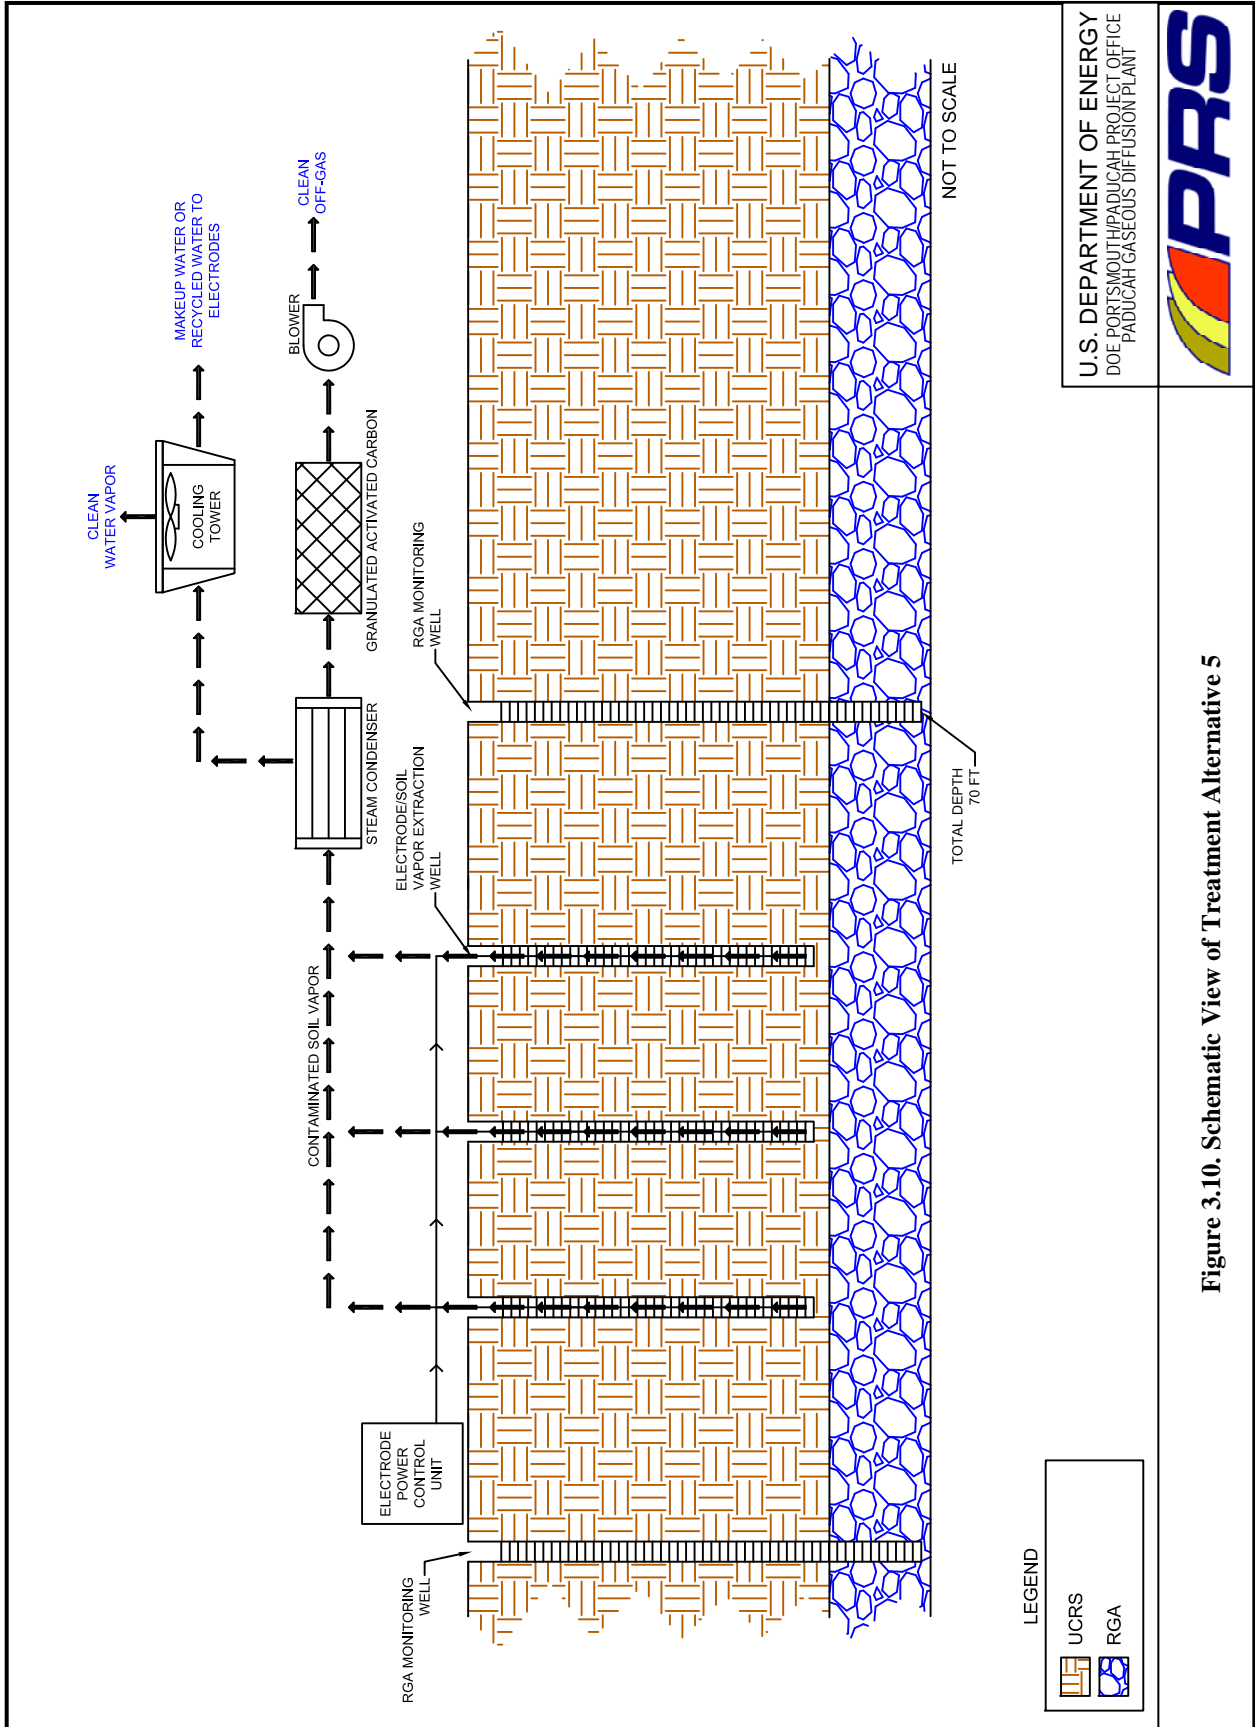 CLEAN
WATER VAPOR
COOLING
TOWER
MAKEUP WATER OR
RECYCLED WATER TO
ELECTRODES
CONTAMINATED SOIL VAPOR
STEAM CONDENSER
GRANULATED ACTIVATED CARBON
BLOWER
CLEAN
OFF-GAS
ELECTRODE
POWER
CONTROL
UNIT
RGA MONITORING
WELL
ELECTRODE/SOIL
VAPOR EXTRACTION
WELL
RGA MONITORING
WELL
TOTAL DEPTH
70 FT
NOT TO SCALE
LEGEND
UCRS
RGA
U.S. DEPARTMENT OF ENERGY
DOE PORTSMOUTH/PADUCAH PROJECT OFFICE
PADUCAH GASEOUS DIFFUSION PLANT
PRS
Figure 3.10. Schematic View of Treatment Alternative 5